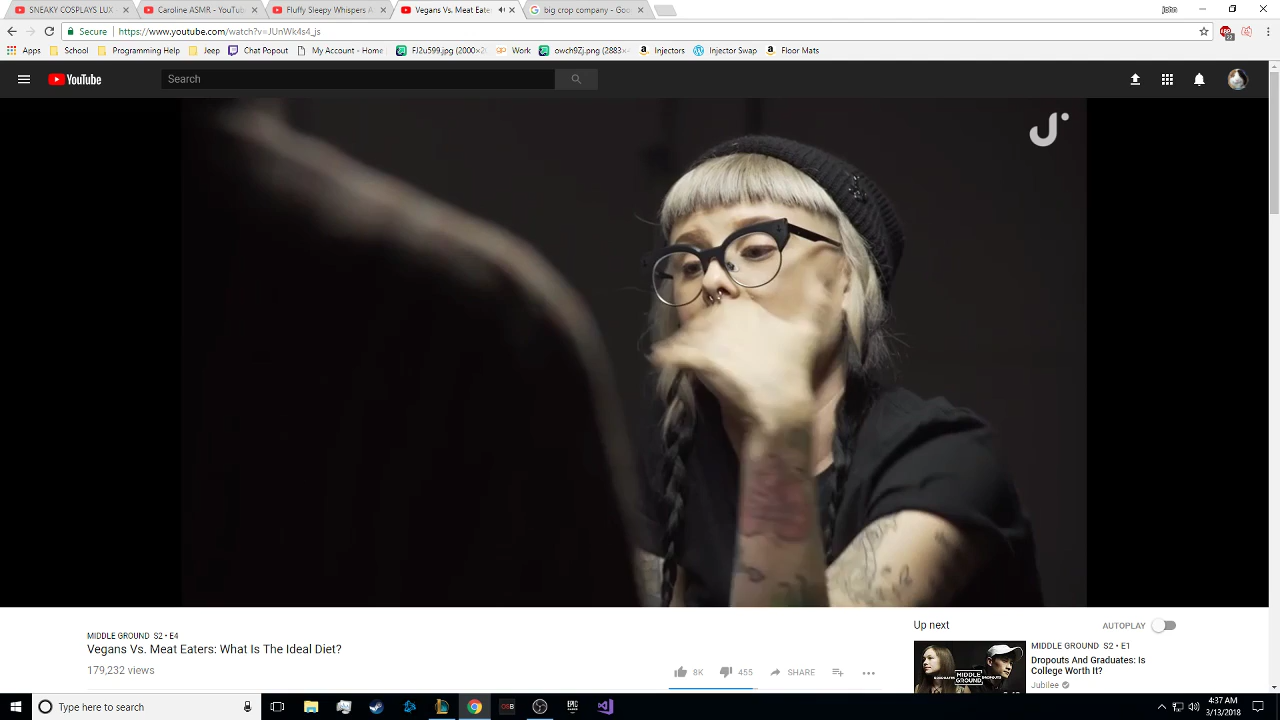 SNEAKY COSPLAYS LUX
Caroline ASMR - YouTub
Fluffy Sleepy Whispers A
Vegans Vs. Meat Eate
big crop company - Goo
Secure https://www.youtube.com/watch?v=JUnWk4s4_js
Apps School Programming Help Jeep Chat Popout My Account - Home FJ2u599.jpg (2000×2 Work owch9Zj.png (2883× Injectors Injector Swap Floor Mats
YouTube
Search
MIDDLE GROUND S2 • E4
Vegans Vs. Meat Eaters: What Is The Ideal Diet?
179,232 views
8K 455 SHARE
Up next AUTOPLAY
MIDDLE GROUND
MIDDLE GROUND S2 • E1
Dropouts And Graduates: Is
College Worth It?
Jubilee
Type here to search
4:37 AM
3/13/2018